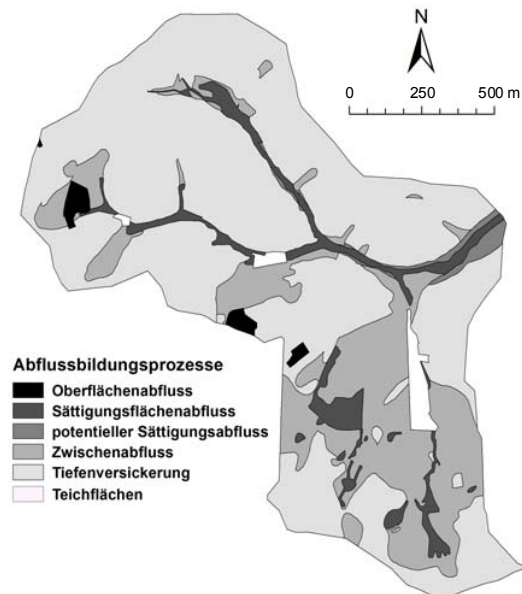 N
0 250 500 m
Abflussbildungsprozesse
Oberflächenabfluss
Sättigungsflächenabfluss
potentieller Sättigungsabfluss
Zwischenabfluss
Tiefenversickerung
Teichflächen